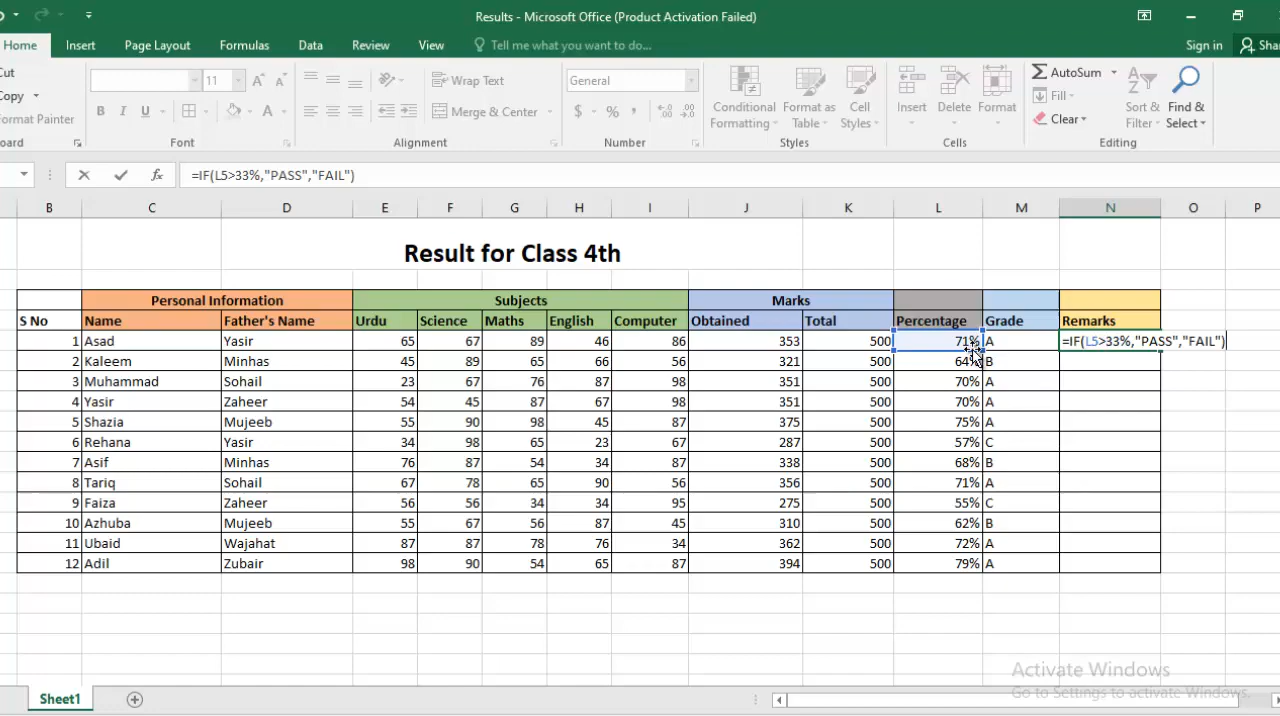 Results - Microsoft Office (Product Activation Failed)
Home Insert Page Layout Formulas Data Review View Tell me what you want to do... Sign in Shar
Cut 11 A A Wrap Text General AutoSum
Copy Conditional Format as Cell Insert Delete Format Fill Sort & Find &
Format Painter B I U A Merge & Center $ % , Formatting Table Styles Clear Filter Select
oard Font Alignment Number Styles Cells Editing
fx =IF(L5>33%,"PASS","FAIL")
B C D E F G H I J K L M N O P
Result for Class 4th
Personal Information Subjects Marks
S No Name Father's Name Urdu Science Maths English Computer Obtained Total Percentage Grade Remarks
1 Asad Yasir 65 67 89 46 86 353 500 71% A =IF(L5>33%,"PASS","FAIL")
2 Kaleem Minhas 45 89 65 66 56 321 500 64% B
3 Muhammad Sohail 23 67 76 87 98 351 500 70% A
4 Yasir Zaheer 54 45 87 67 98 351 500 70% A
5 Shazia Mujeeb 55 90 98 45 87 375 500 75% A
6 Rehana Yasir 34 98 65 23 67 287 500 57% C
7 Asif Minhas 76 87 54 34 87 338 500 68% B
8 Tariq Sohail 67 78 65 90 56 356 500 71% A
9 Faiza Zaheer 56 56 34 34 95 275 500 55% C
10 Azhuba Mujeeb 55 67 56 87 45 310 500 62% B
11 Ubaid Wajahat 87 87 78 76 34 362 500 72% A
12 Adil Zubair 98 90 54 65 87 394 500 79% A
Activate Windows
Go to Settings to activate Windows.
Sheet1